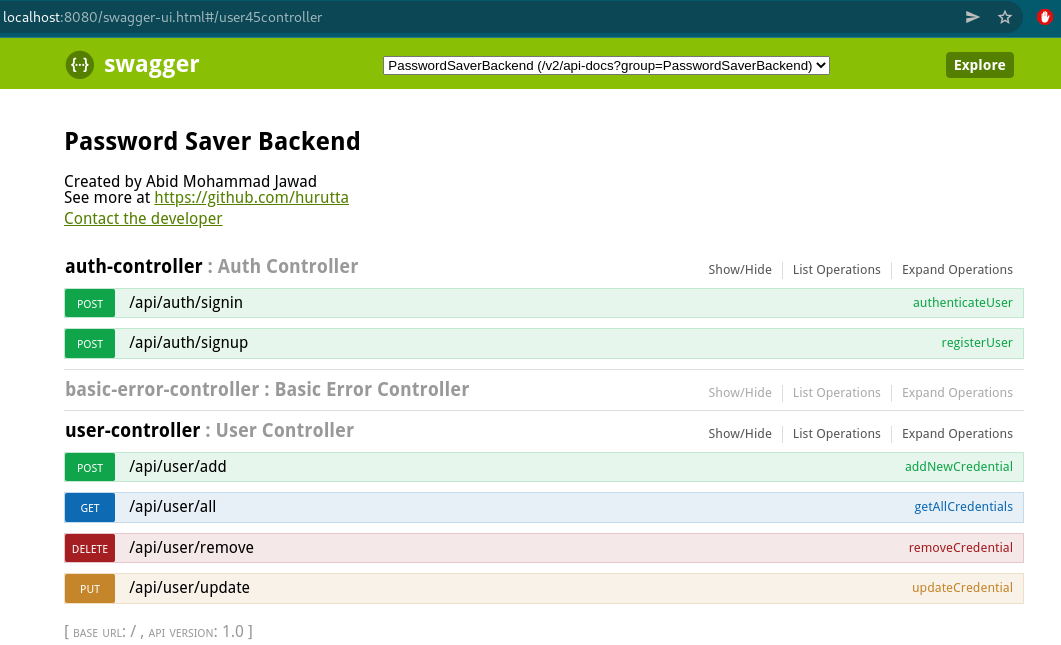 localhost:8080/swagger-ui.html#/user45controller
{···} swagger PasswordSaverBackend (/v2/api-docs?group=PasswordSaverBackend) Explore
Password Saver Backend
Created by Abid Mohammad Jawad
See more at https://github.com/hurutta
Contact the developer
auth-controller : Auth Controller Show/Hide List Operations Expand Operations
POST /api/auth/signin authenticateUser
POST /api/auth/signup registerUser
basic-error-controller : Basic Error Controller Show/Hide List Operations Expand Operations
user-controller : User Controller Show/Hide List Operations Expand Operations
POST /api/user/add addNewCredential
GET /api/user/all getAllCredentials
DELETE /api/user/remove removeCredential
PUT /api/user/update updateCredential
[ BASE URL: / , API VERSION: 1.0 ]